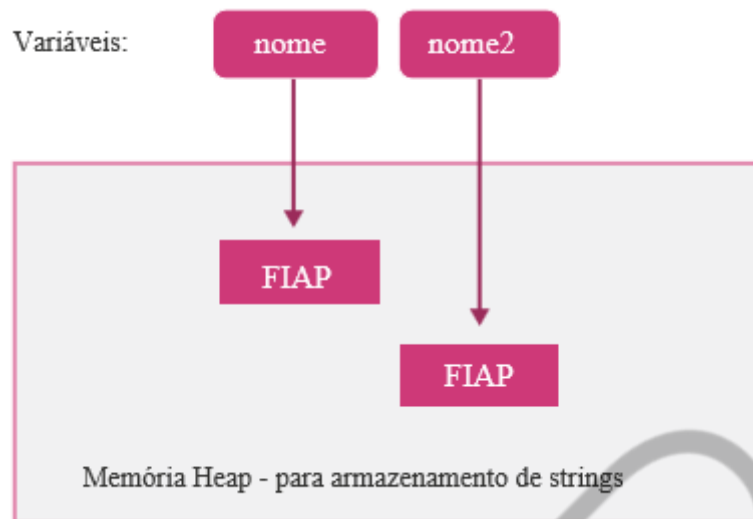 Variáveis:
nome
nome2
FIAP
FIAP
Memória Heap - para armazenamento de strings